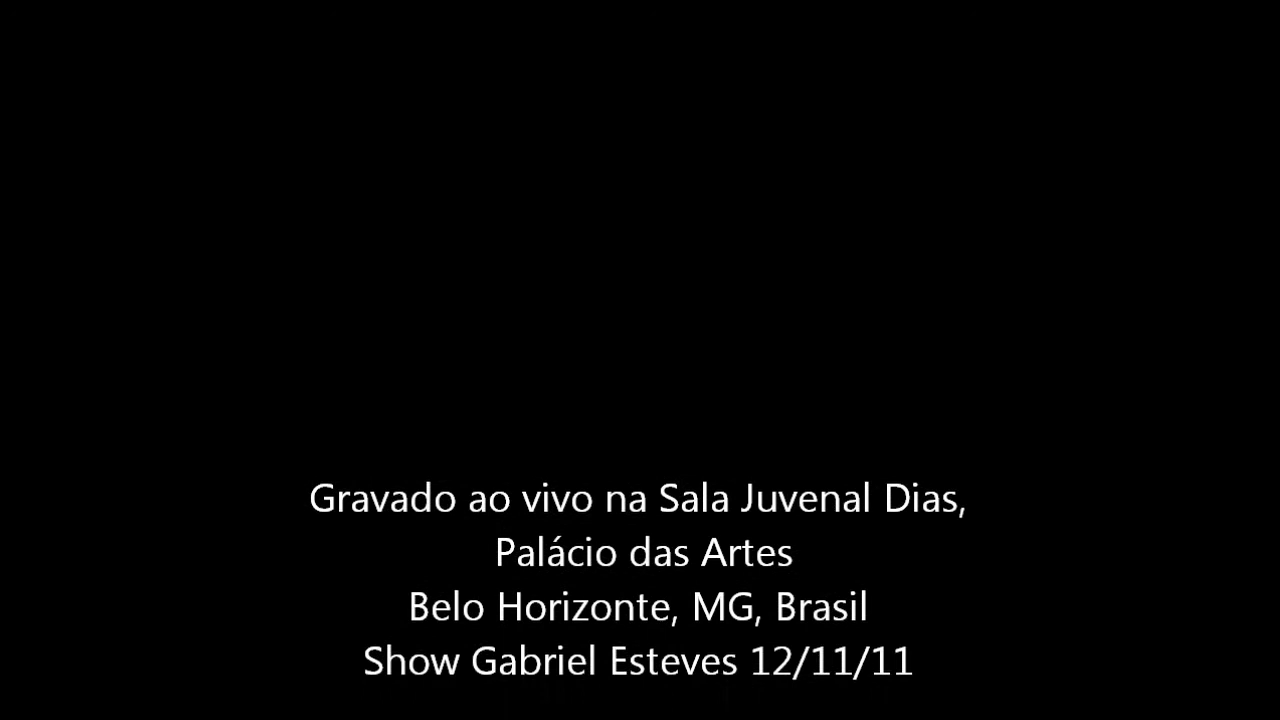 Gravado ao vivo na Sala Juvenal Dias,
Palácio das Artes
Belo Horizonte, MG, Brasil
Show Gabriel Esteves 12/11/11